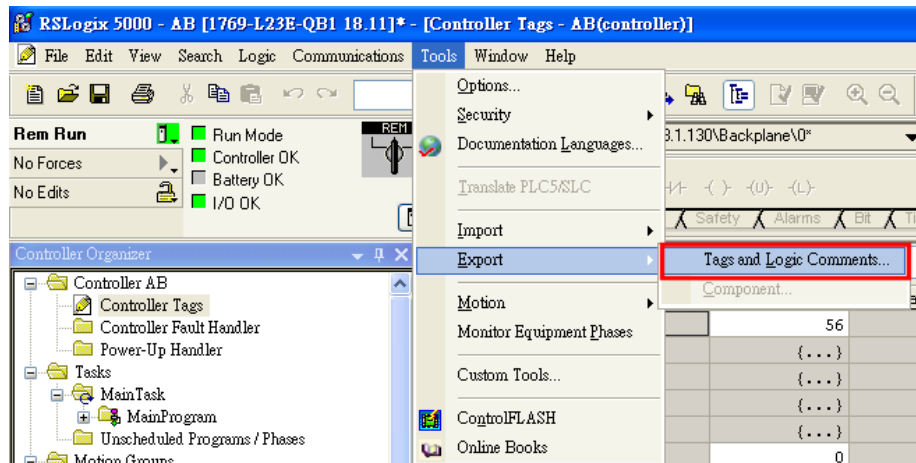 RSLogix 5000 - AB [1769-L23E-QB1 18.11]* - [Controller Tags - AB(controller)]
File Edit View Search Logic Communications Tools Window Help
Options...
Security
Documentation Languages...
Translate PLC5/SLC
Import
Export
Motion
Monitor Equipment Phases
Custom Tools...
ControlFLASH
Online Books
Tags and Logic Comments...
Component...
Rem Run
No Forces
No Edits
Run Mode
Controller OK
Battery OK
I/O OK
REM
3.1.130\Backplane\0*
Safety Alarms Bit
Controller Organizer
Controller AB
Controller Tags
Controller Fault Handler
Power-Up Handler
Tasks
MainTask
MainProgram
Unscheduled Programs / Phases
Motion Groups
56
{...}
{...}
{...}
{...}
0